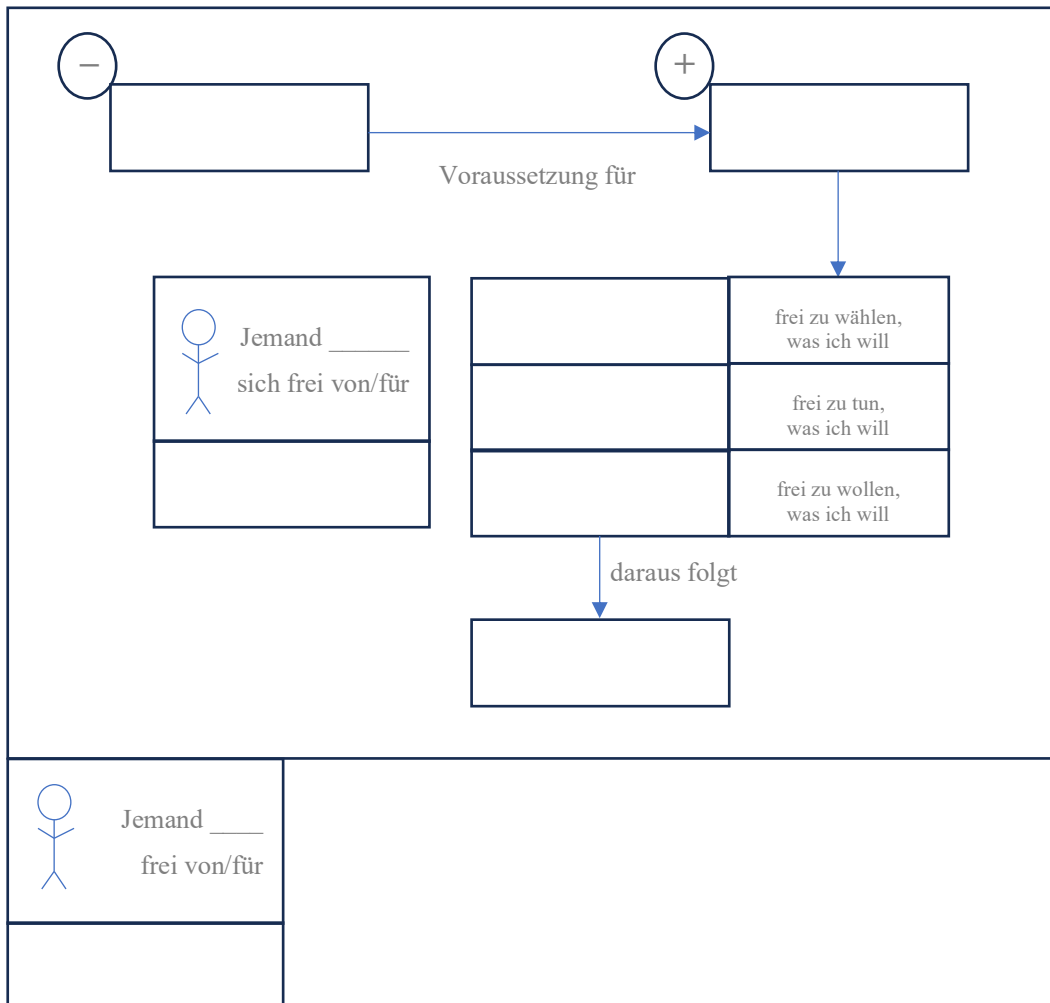 −
+
Voraussetzung für
Jemand ______
sich frei von/für
frei zu wählen,
was ich will
frei zu tun,
was ich will
frei zu wollen,
was ich will
daraus folgt
Jemand ____
frei von/für